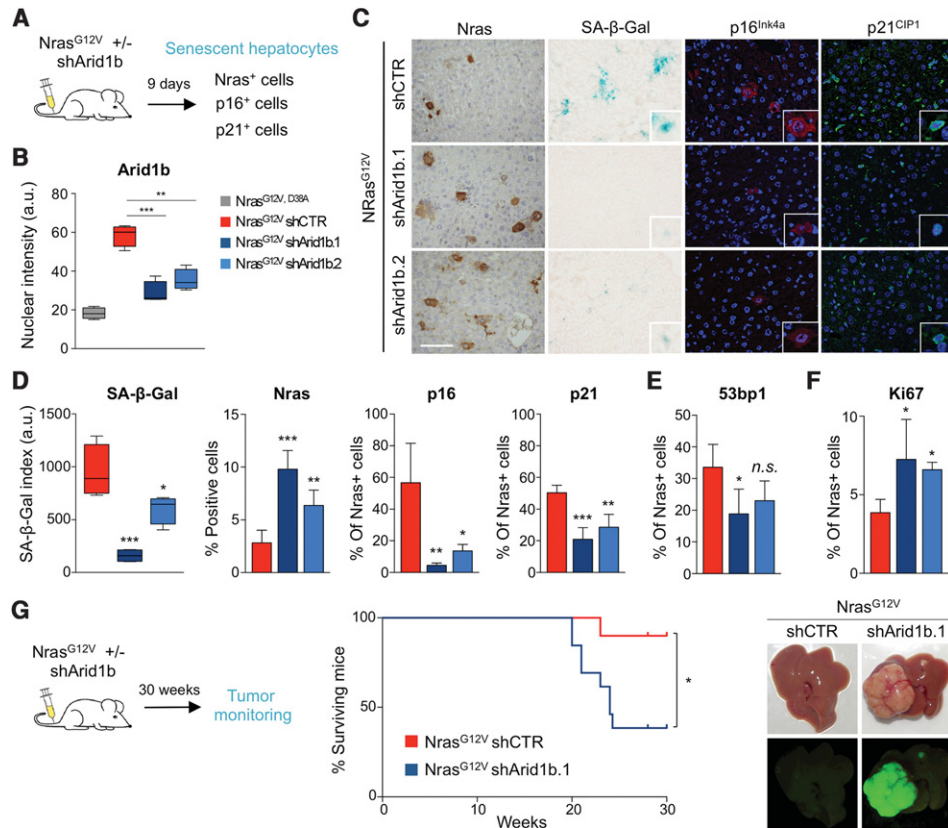 A
Nras^G12V +/-
shArid1b
9 days
Senescent hepatocytes
Nras⁺ cells
p16⁺ cells
p21⁺ cells
B
Arid1b
Nuclear intensity (a.u.)
80
60
40
20
0
***
**
Nras^G12V, D38A
Nras^G12V shCTR
Nras^G12V shArid1b.1
Nras^G12V shArid1b.2
C
Nras
SA-β-Gal
p16^Ink4a
p21^CIP1
NRas^G12V
shCTR
shArid1b.1
shArid1b.2
D
SA-β-Gal
SA-β-Gal index (a.u.)
1500
1000
500
0
***
*
Nras
% Positive cells
15
10
5
0
***
**
p16
% Of Nras+ cells
100
80
60
40
20
0
**
*
p21
% Of Nras+ cells
100
80
60
40
20
0
***
**
E
53bp1
% Of Nras+ cells
50
40
30
20
10
0
*
n.s.
F
Ki67
% Of Nras+ cells
10
5
0
*
*
G
Nras^G12V +/-
shArid1b
30 weeks
Tumor
monitoring
% Surviving mice
100
50
0
0
10
20
30
Weeks
Nras^G12V shCTR
Nras^G12V shArid1b.1
*
Nras^G12V
shCTR
shArid1b.1